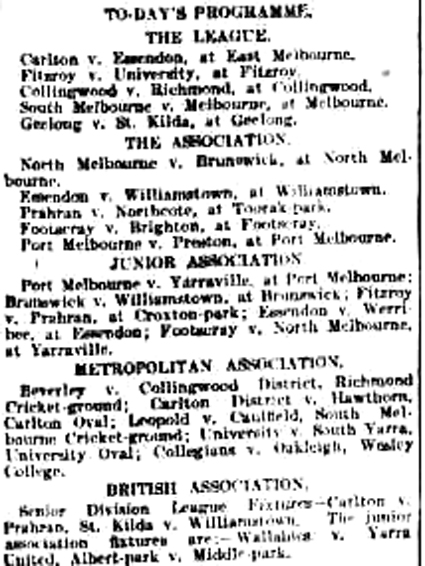 TO-DAY'S PROGRAMME.
THE LEAGUE.
Carlton v. Essendon, at East Melbourne.
Fitzroy v. University, at Fitzroy.
Collingwood v. Richmond, at Collingwood.
South Melbourne v. Melbourne, at Melbourne.
Geelong v. St. Kilda, at Geelong.
THE ASSOCIATION.
North Melbourne v. Brunswick, at North Mel-
bourne.
Essendon v. Williamstown, at Williamstown.
Prahran v. Northcote, at Toorak-park.
Footscray v. Brighton, at Footscray.
Port Melbourne v. Preston, at Port Melbourne.
JUNIOR ASSOCIATION
Port Melbourne v. Yarraville, at Port Melbourne;
Brunswick v. Williamstown, at Brunswick; Fitzroy
v. Prahran, at Croxton-park; Essendon v. Werri-
bee, at Essendon; Footscray v. North Melbourne,
at Yarraville.
METROPOLITAN ASSOCIATION.
Beverley v. Collingwood District, Richmond
Cricket-ground; Carlton District v. Hawthorn,
Carlton Oval; Leopold v. Caulfield, South Mel-
bourne Cricket-ground; University v. South Yarra,
University Oval; Collegians v. Oakleigh, Wesley
College.
BRITISH ASSOCIATION.
Senior Division League Fixtures—Carlton v.
Prahran, St. Kilda v. Williamstown. The junior
association fixtures are:— Wallabies v. Yarra
United, Albert-park v. Middle-park.